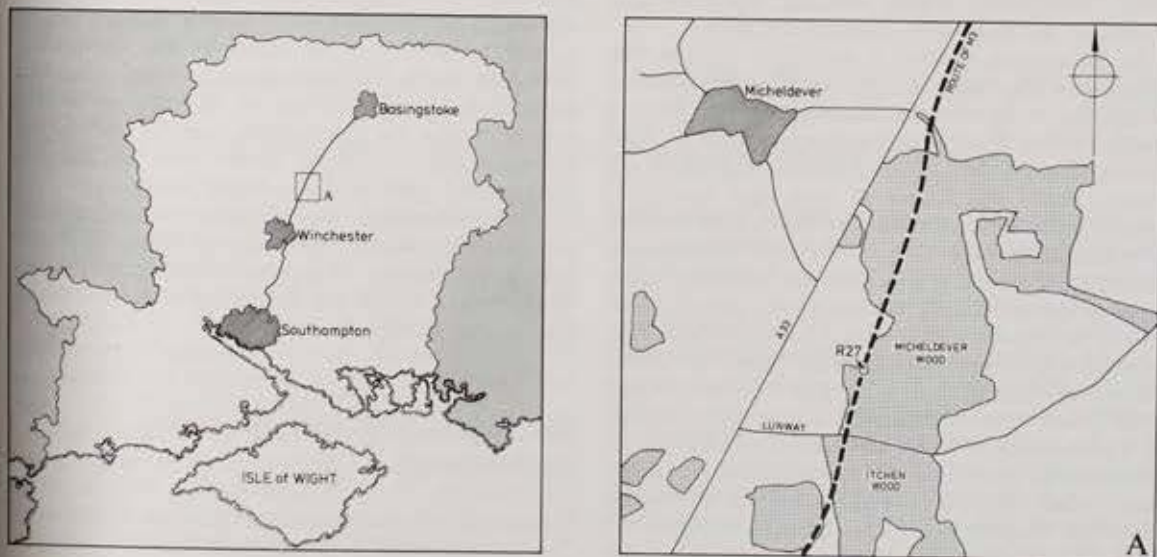 Basingstoke
A
Winchester
Southampton
ISLE of WIGHT
ROUTE OF M3
Micheldever
A33
R27
MICHELDEVER
WOOD
LUNWAY
ITCHEN
WOOD
A